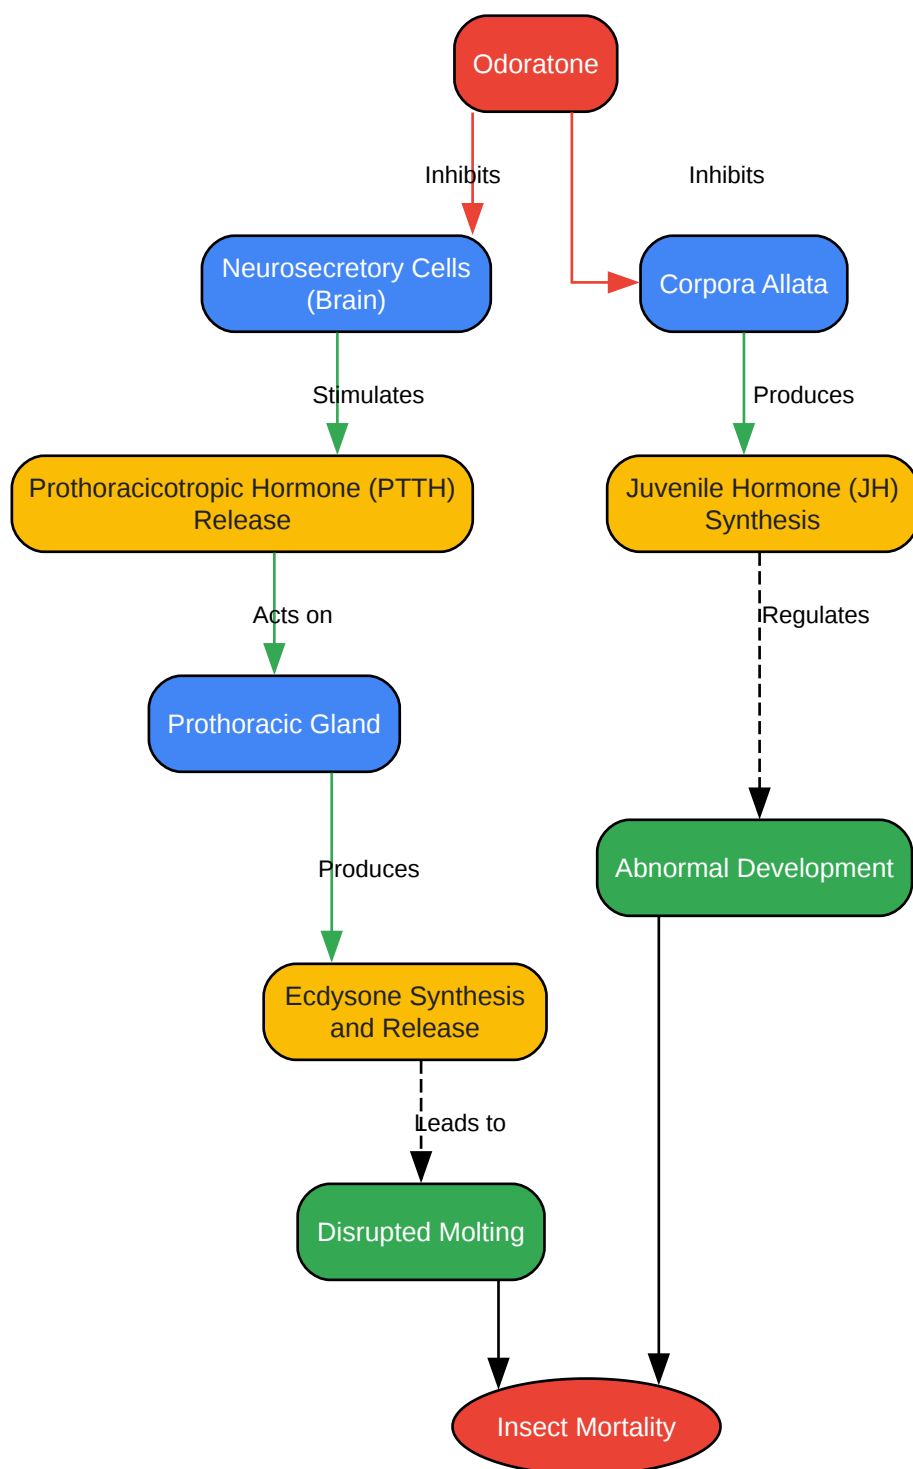 Odoratone
Inhibits
Inhibits
Neurosecretory Cells
(Brain)
Corpora Allata
Stimulates
Produces
Prothoracicotropic Hormone (PTTH)
Release
Juvenile Hormone (JH)
Synthesis
Acts on
Regulates
Prothoracic Gland
Produces
Abnormal Development
Ecdysone Synthesis
and Release
Leads to
Disrupted Molting
Insect Mortality